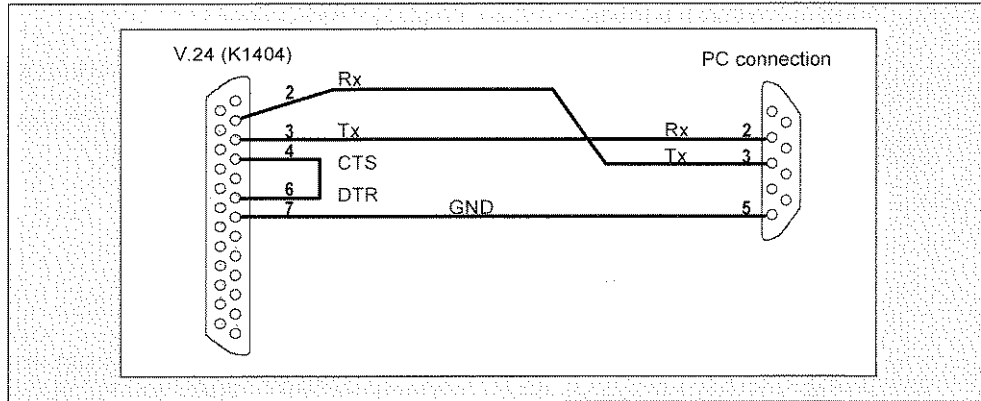 V.24 (K1404)
PC connection
2 Rx
3 Tx Rx 2
4 CTS Tx 3
6 DTR
7 GND 5